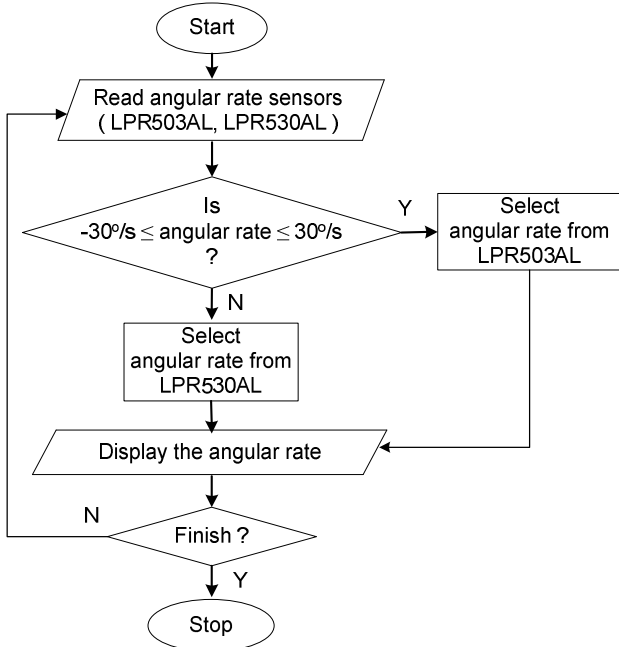 Start
Read angular rate sensors
( LPR503AL, LPR530AL )
Is
-30º/s ≤ angular rate ≤ 30º/s
?
Y
Select
angular rate from
LPR503AL
N
Select
angular rate from
LPR530AL
Display the angular rate
N
Finish ?
Y
Stop